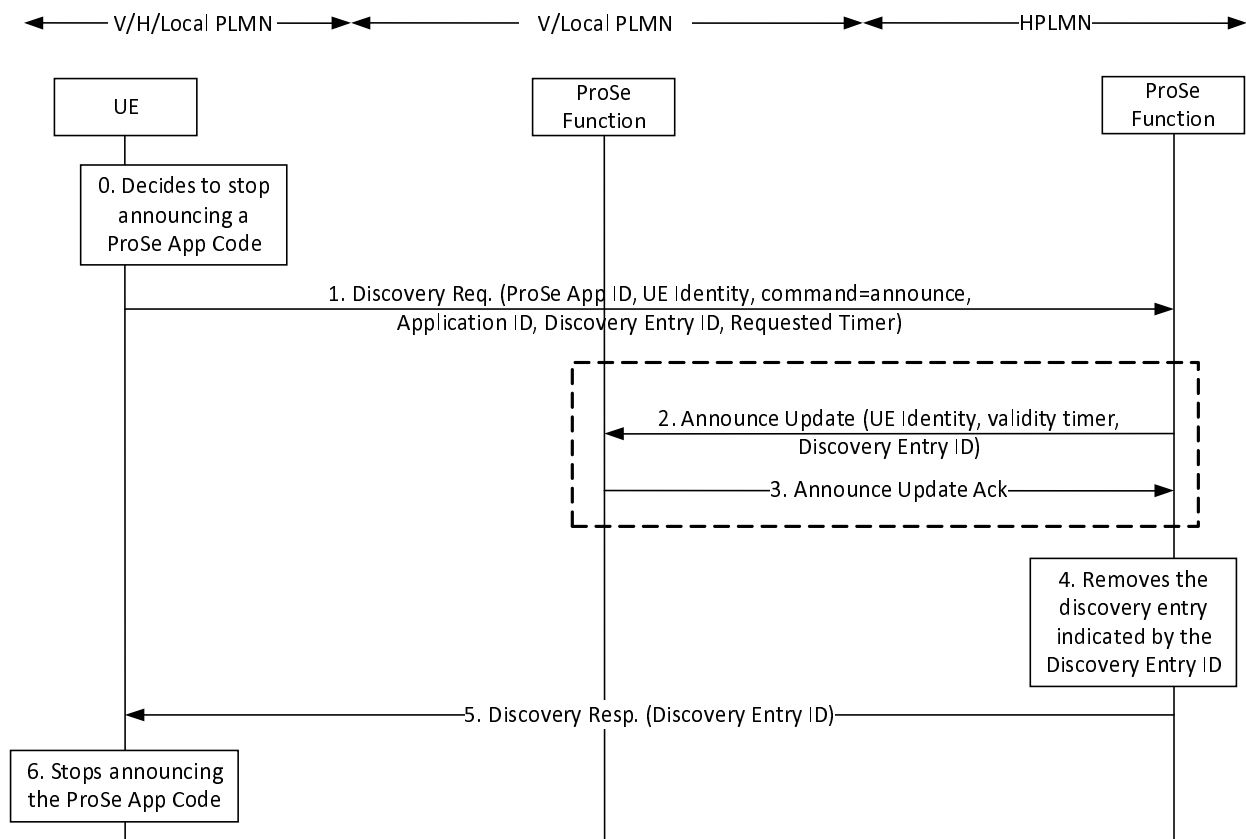 V/H/Local PLMN
V/Local PLMN
HPLMN
UE
ProSe
Function
ProSe
Function
0. Decides to stop
announcing a
ProSe App Code
1. Discovery Req. (ProSe App ID, UE Identity, command=announce,
Application ID, Discovery Entry ID, Requested Timer)
2. Announce Update (UE Identity, validity timer,
Discovery Entry ID)
3. Announce Update Ack
4. Removes the
discovery entry
indicated by the
Discovery Entry ID
5. Discovery Resp. (Discovery Entry ID)
6. Stops announcing
the ProSe App Code